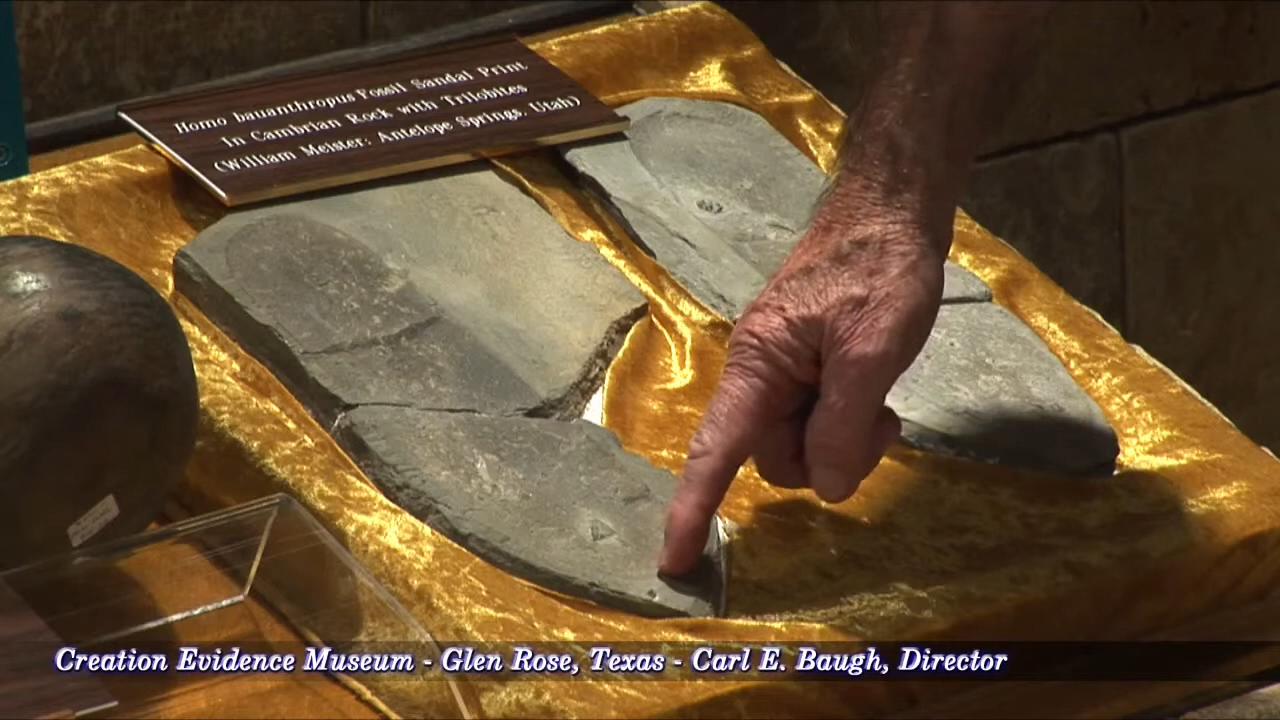 Homo bauanthropus Fossil Sandal Print
In Cambrian Rock with Trilobites
(William Meister: Antelope Springs, Utah)
Creation Evidence Museum - Glen Rose, Texas - Carl E. Baugh, Director